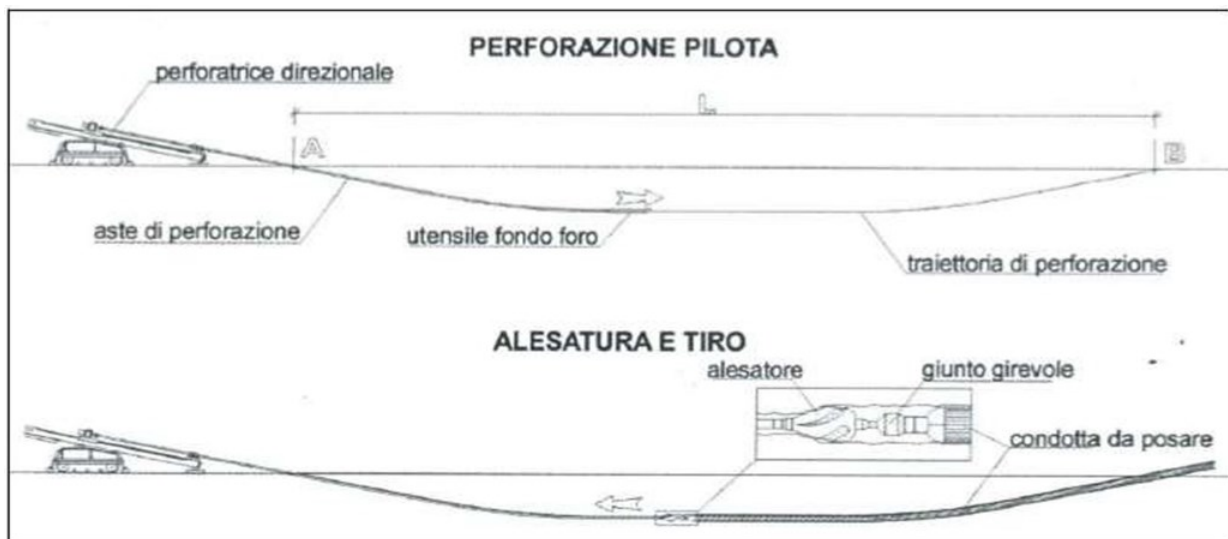 PERFORAZIONE PILOTA
perforatrice direzionale
L
A
B
aste di perforazione
utensile fondo foro
traiettoria di perforazione
ALESATURA E TIRO
alesatore
giunto girevole
condotta da posare